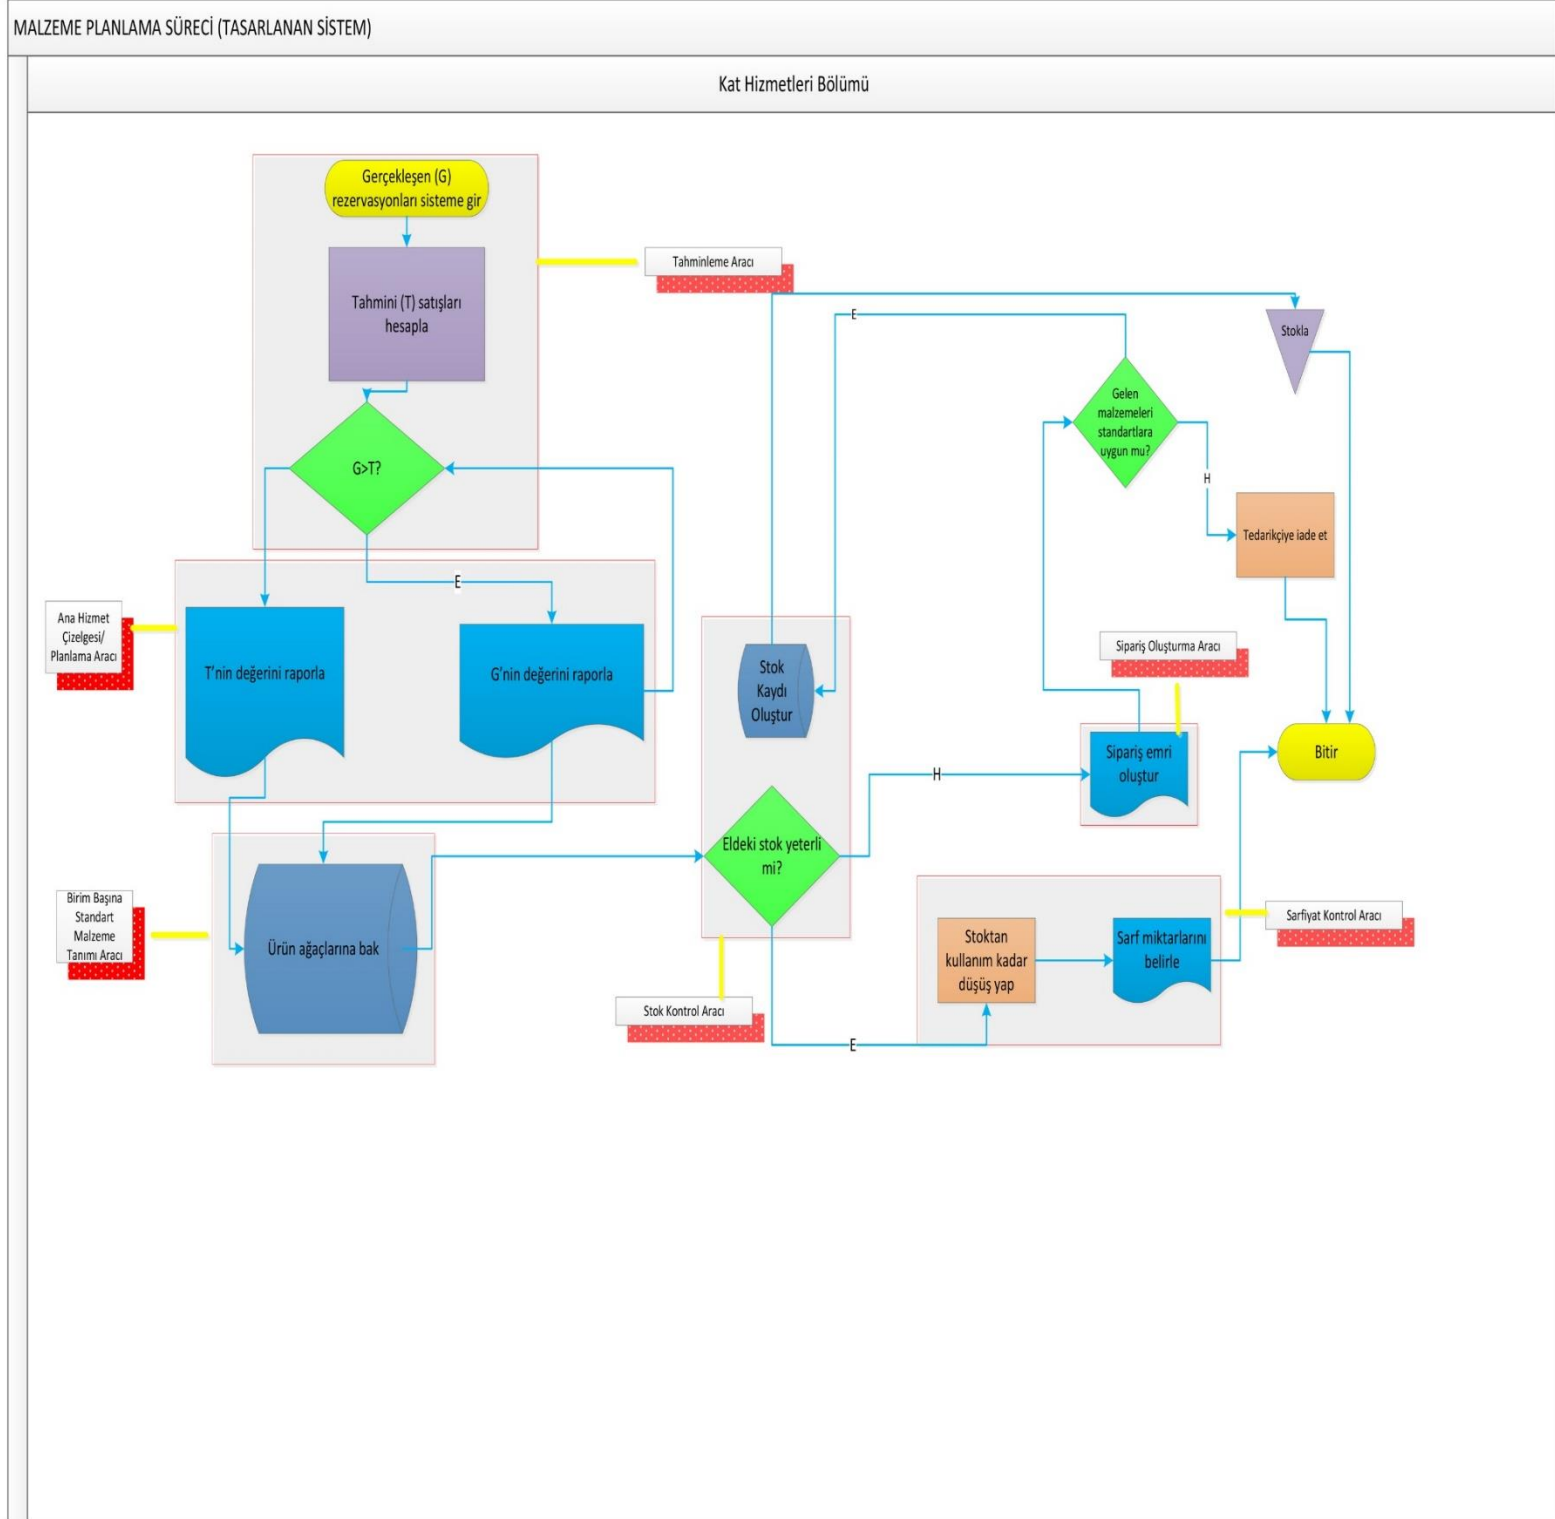 MALZEME PLANLAMA SÜRECİ (TASARLANAN SİSTEM)
Kat Hizmetleri Bölümü
Gerçekleşen (G)
rezervasyonları sisteme gir
Tahmini (T) satışları
hesapla
G>T?
Tahminleme Aracı
E
Stokla
Gelen
malzemeleri
standartlara
uygun mu?
H
Tedarikçiye iade et
E
Ana Hizmet
Çizelgesi/
Planlama Aracı
T'nin değerini raporla
G'nin değerini raporla
Stok
Kaydı
Oluştur
Sipariş Oluşturma Aracı
Sipariş emri
oluştur
Bitir
H
Eldeki stok yeterli
mi?
Birim Başına
Standart
Malzeme
Tanımı Aracı
Ürün ağaçlarına bak
Stok Kontrol Aracı
Stoktan
kullanım kadar
düşüş yap
Sarf miktarlarını
belirle
Sarfiyat Kontrol Aracı
E